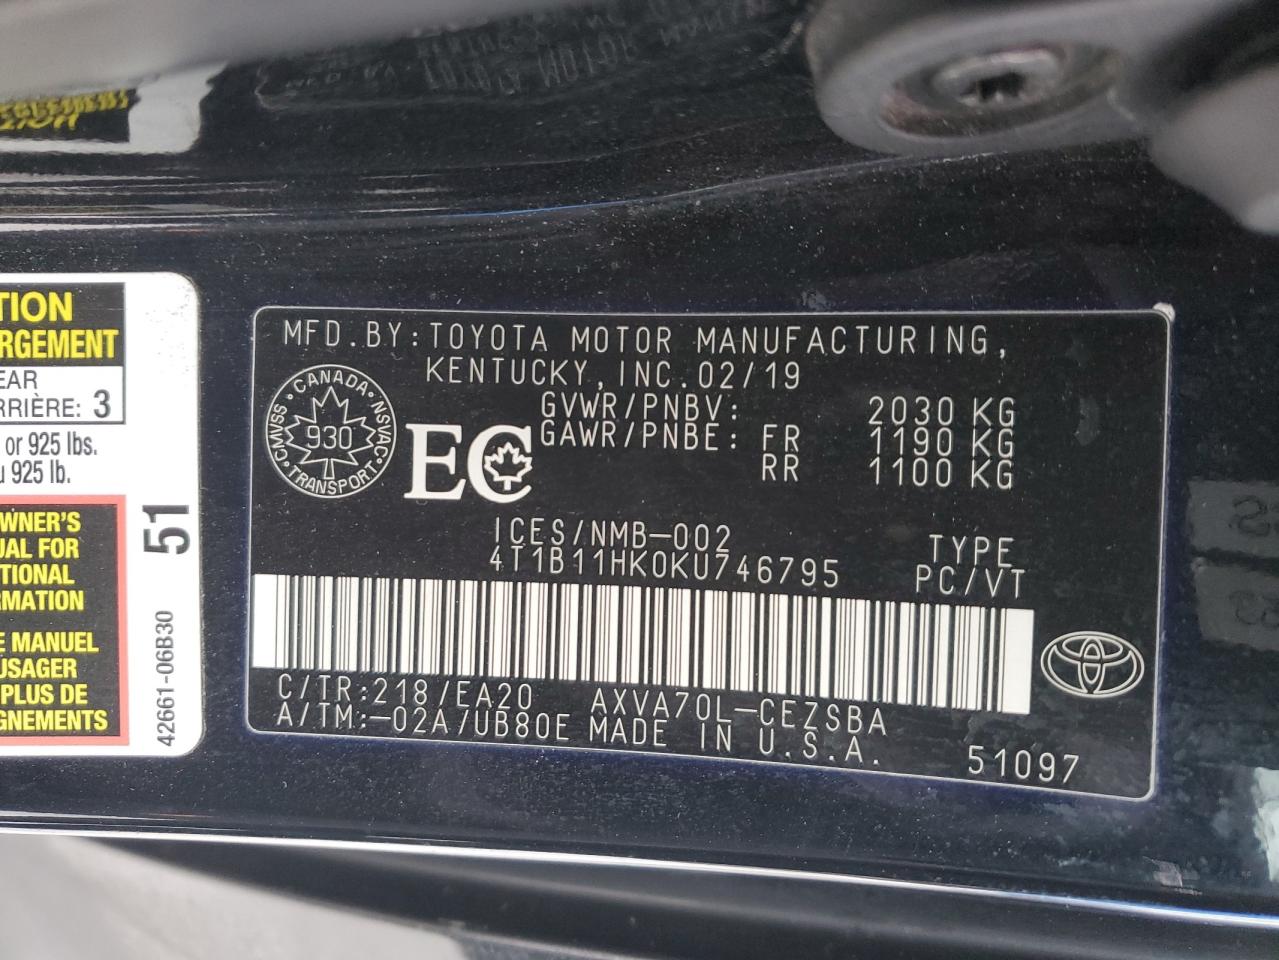 TION
RGEMENT
EAR
RRIÈRE: 3
or 925 lbs.
u 925 lb.
WNER'S
UAL FOR
TIONAL
RMATION
E MANUEL
USAGER
PLUS DE
IGNEMENTS
51
42661-06B30
MFD.BY:TOYOTA MOTOR MANUFACTURING,
KENTUCKY,INC.02/19
GVWR/PNBV: 2030 KG
GAWR/PNBE: FR 1190 KG
RR 1100 KG
CANADA
CMVSS NSVAC
930
TRANSPORT
EC
ICES/NMB-002
4T1B11HK0KU746795
TYPE
PC/VT
C/TR:218/EA20 AXVA70L-CEZSBA
A/TM:-02A/UB80E MADE IN U.S.A.
51097